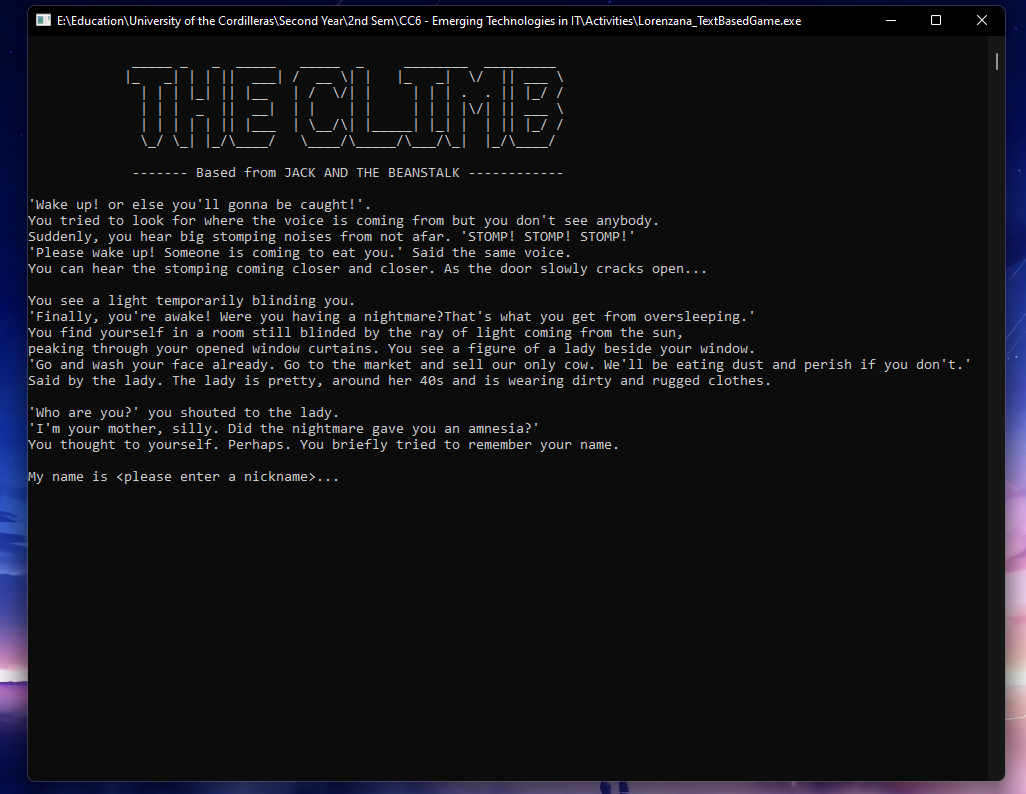 E:\Education\University of the Cordilleras\Second Year\2nd Sem\CC6 - Emerging Technologies in IT\Activities\Lorenzana_TextBasedGame.exe
THE CLIMB
------- Based from JACK AND THE BEANSTALK ------------
'Wake up! or else you'll gonna be caught!'.
You tried to look for where the voice is coming from but you don't see anybody.
Suddenly, you hear big stomping noises from not afar. 'STOMP! STOMP! STOMP!'
'Please wake up! Someone is coming to eat you.' Said the same voice.
You can hear the stomping coming closer and closer. As the door slowly cracks open...
You see a light temporarily blinding you.
'Finally, you're awake! Were you having a nightmare?That's what you get from oversleeping.'
You find yourself in a room still blinded by the ray of light coming from the sun,
peaking through your opened window curtains. You see a figure of a lady beside your window.
'Go and wash your face already. Go to the market and sell our only cow. We'll be eating dust and perish if you don't.'
Said by the lady. The lady is pretty, around her 40s and is wearing dirty and rugged clothes.
'Who are you?' you shouted to the lady.
'I'm your mother, silly. Did the nightmare gave you an amnesia?'
You thought to yourself. Perhaps. You briefly tried to remember your name.
My name is <please enter a nickname>...